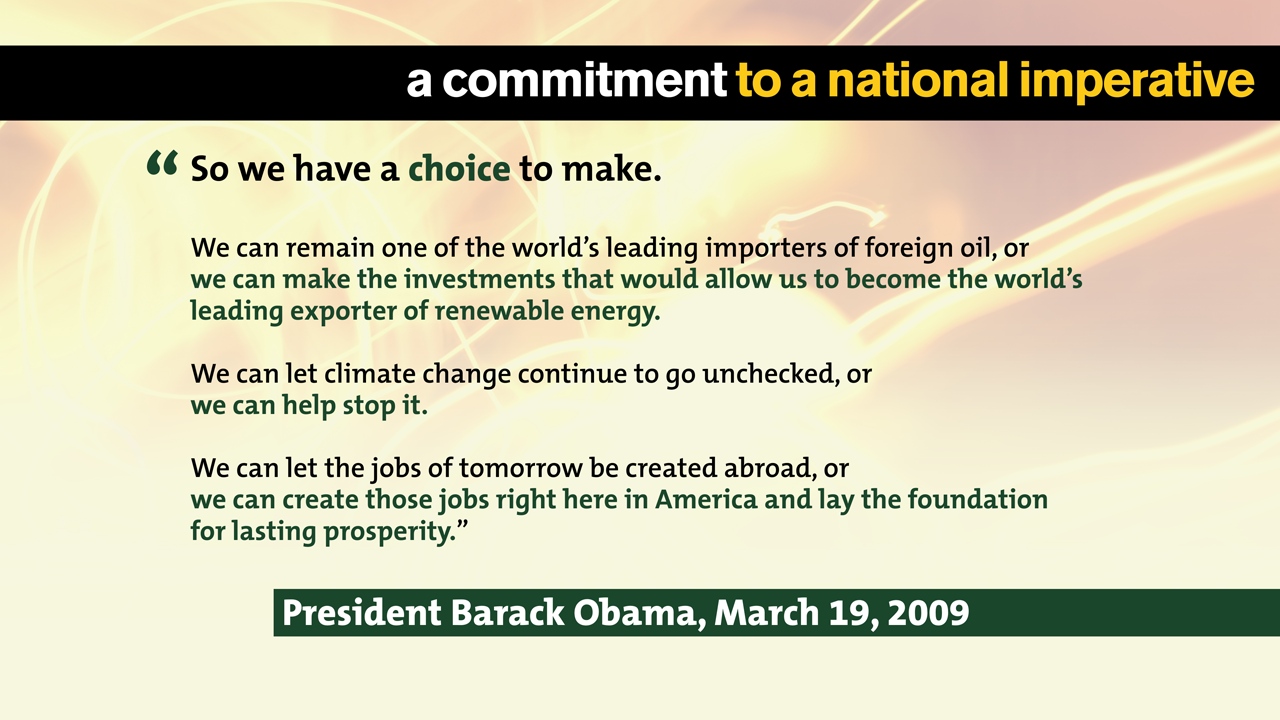 a commitment to a national imperative
“So we have a choice to make.
We can remain one of the world’s leading importers of foreign oil, or
we can make the investments that would allow us to become the world’s
leading exporter of renewable energy.
We can let climate change continue to go unchecked, or
we can help stop it.
We can let the jobs of tomorrow be created abroad, or
we can create those jobs right here in America and lay the foundation
for lasting prosperity.”
President Barack Obama, March 19, 2009